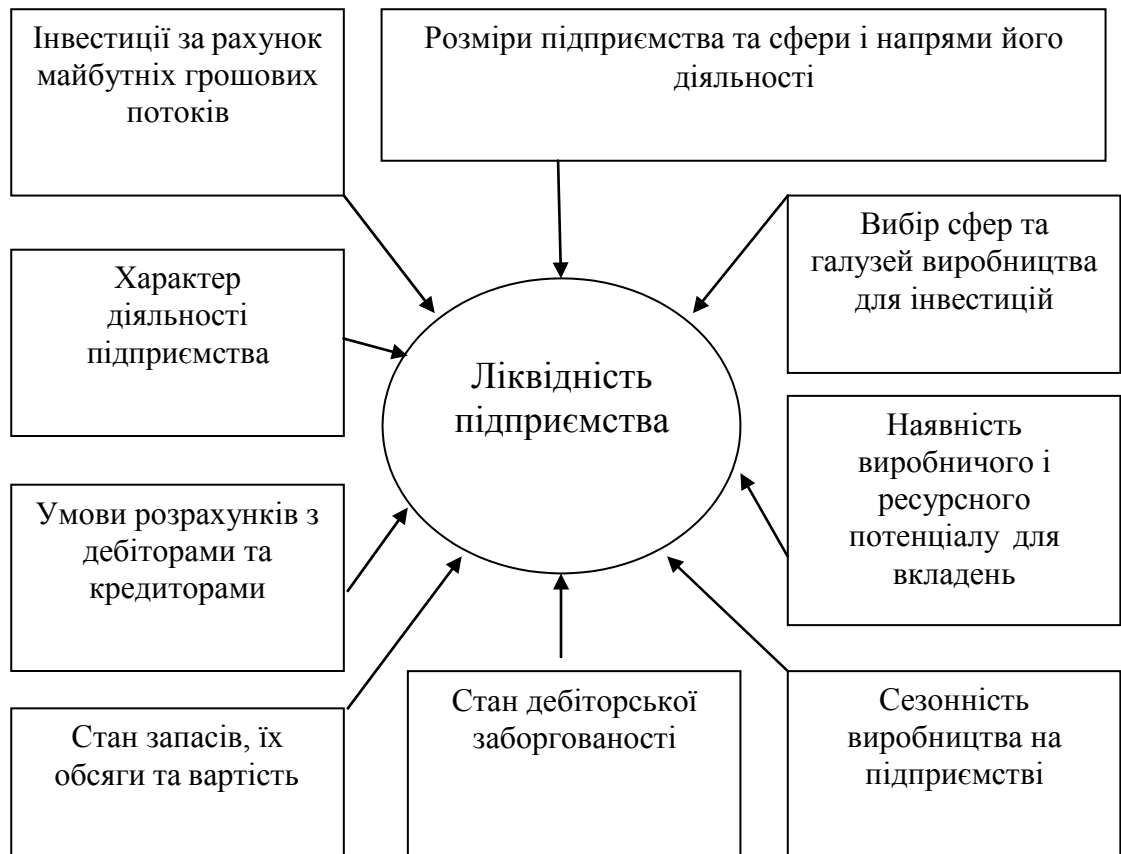 Інвестиції за рахунок
майбутніх грошових
потоків
Розміри підприємства та сфери і напрями його
діяльності
Характер
діяльності
підприємства
Вибір сфер та
галузей виробництва
для інвестицій
Ліквідність
підприємства
Умови розрахунків з
дебіторами та
кредиторами
Наявність
виробничого і
ресурсного
потенціалу для
вкладень
Стан запасів, їх
обсяги та вартість
Стан дебіторської
заборгованості
Сезонність
виробництва на
підприємстві